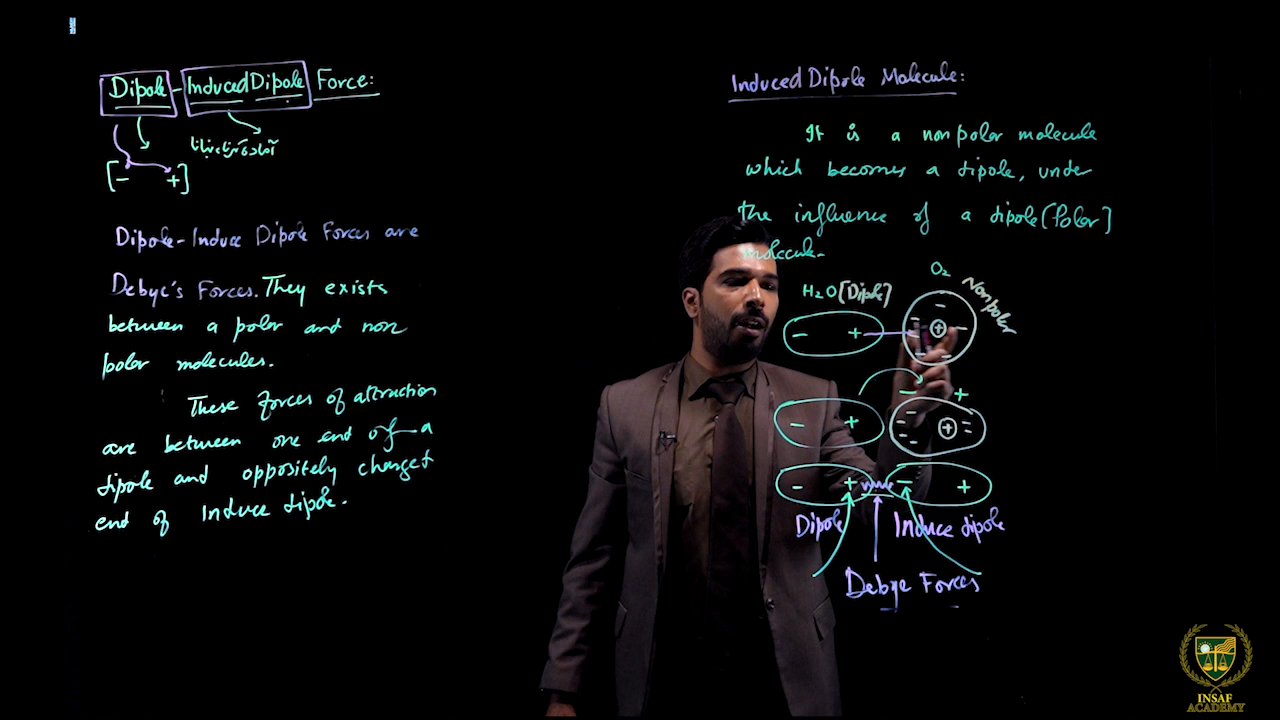 Dipole - Induced Dipole Force:
[- +]
Dipole-Induce Dipole Forces are
Debye's Forces. They exists
between a polar and non
polar molecules.
These forces of attraction
are between one end of a
dipole and oppositely charged
end of Induce dipole.
Induced Dipole Molecule:
It is a nonpolar molecule
which becomes a dipole, under
the influence of a dipole [Polar]
molecule.
O2
H2O [Dipole]
Nonpolar
- +
- + -
- +
- + - + =
- + - +
Dipole
Induce dipole
Debye Forces
INSAF
ACADEMY